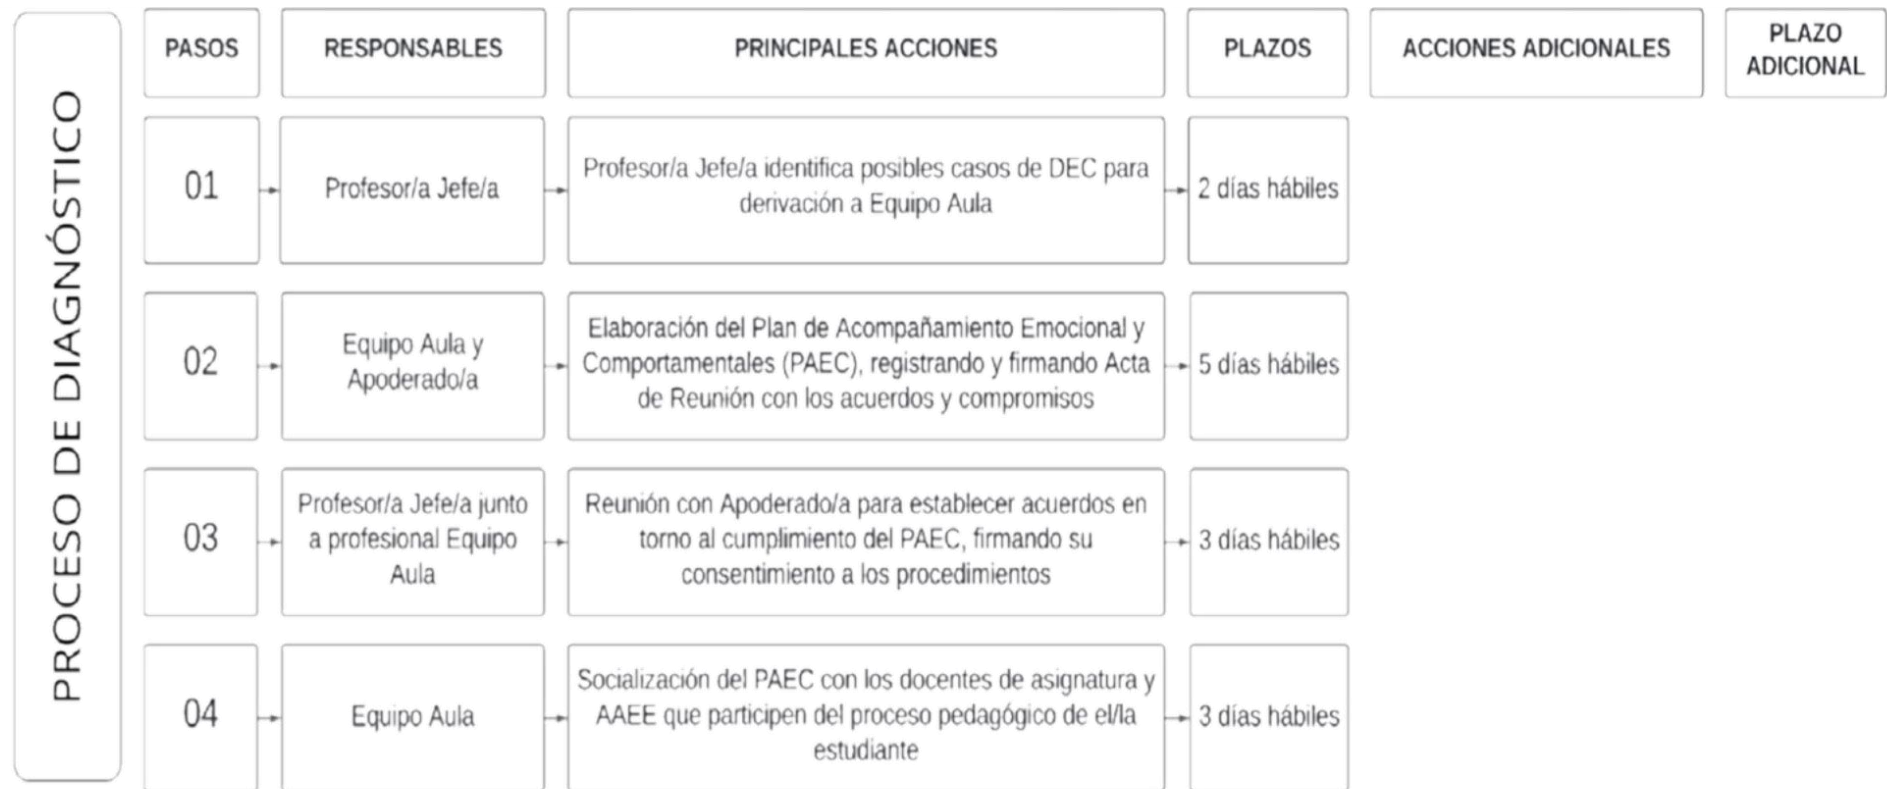 PROCESO DE DIAGNÓSTICO
PASOS
RESPONSABLES
PRINCIPALES ACCIONES
PLAZOS
ACCIONES ADICIONALES
PLAZO
ADICIONAL
01
Profesor/a Jefe/a
Profesor/a Jefe/a identifica posibles casos de DEC para
derivación a Equipo Aula
2 días hábiles
02
Equipo Aula y
Apoderado/a
Elaboración del Plan de Acompañamiento Emocional y
Comportamentales (PAEC), registrando y firmando Acta
de Reunión con los acuerdos y compromisos
5 días hábiles
03
Profesor/a Jefe/a junto
a profesional Equipo
Aula
Reunión con Apoderado/a para establecer acuerdos en
torno al cumplimiento del PAEC, firmando su
consentimiento a los procedimientos
3 días hábiles
04
Equipo Aula
Socialización del PAEC con los docentes de asignatura y
AAEE que participen del proceso pedagógico de el/la
estudiante
3 días hábiles